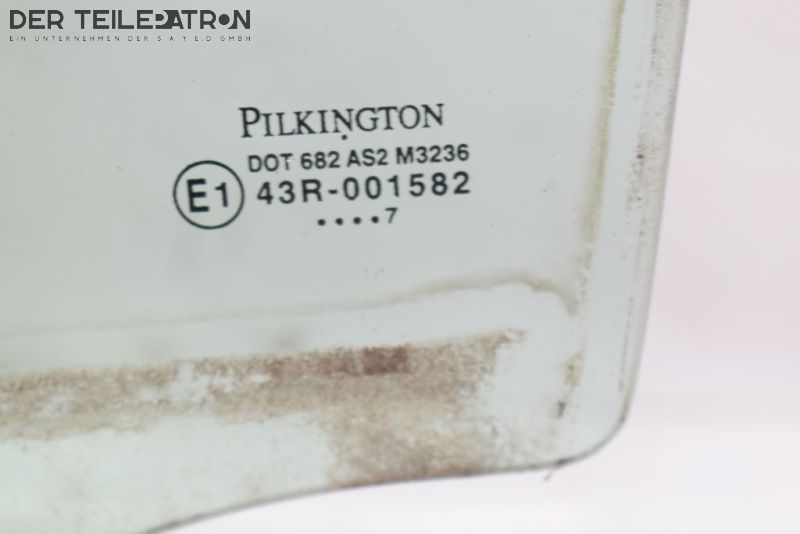 DER TEILEPATRON
EIN UNTERNEHMEN DER S A Y E.D GMBH
PILKINGTON
DOT 682 AS2 M3236
E1 43R-001582
....7